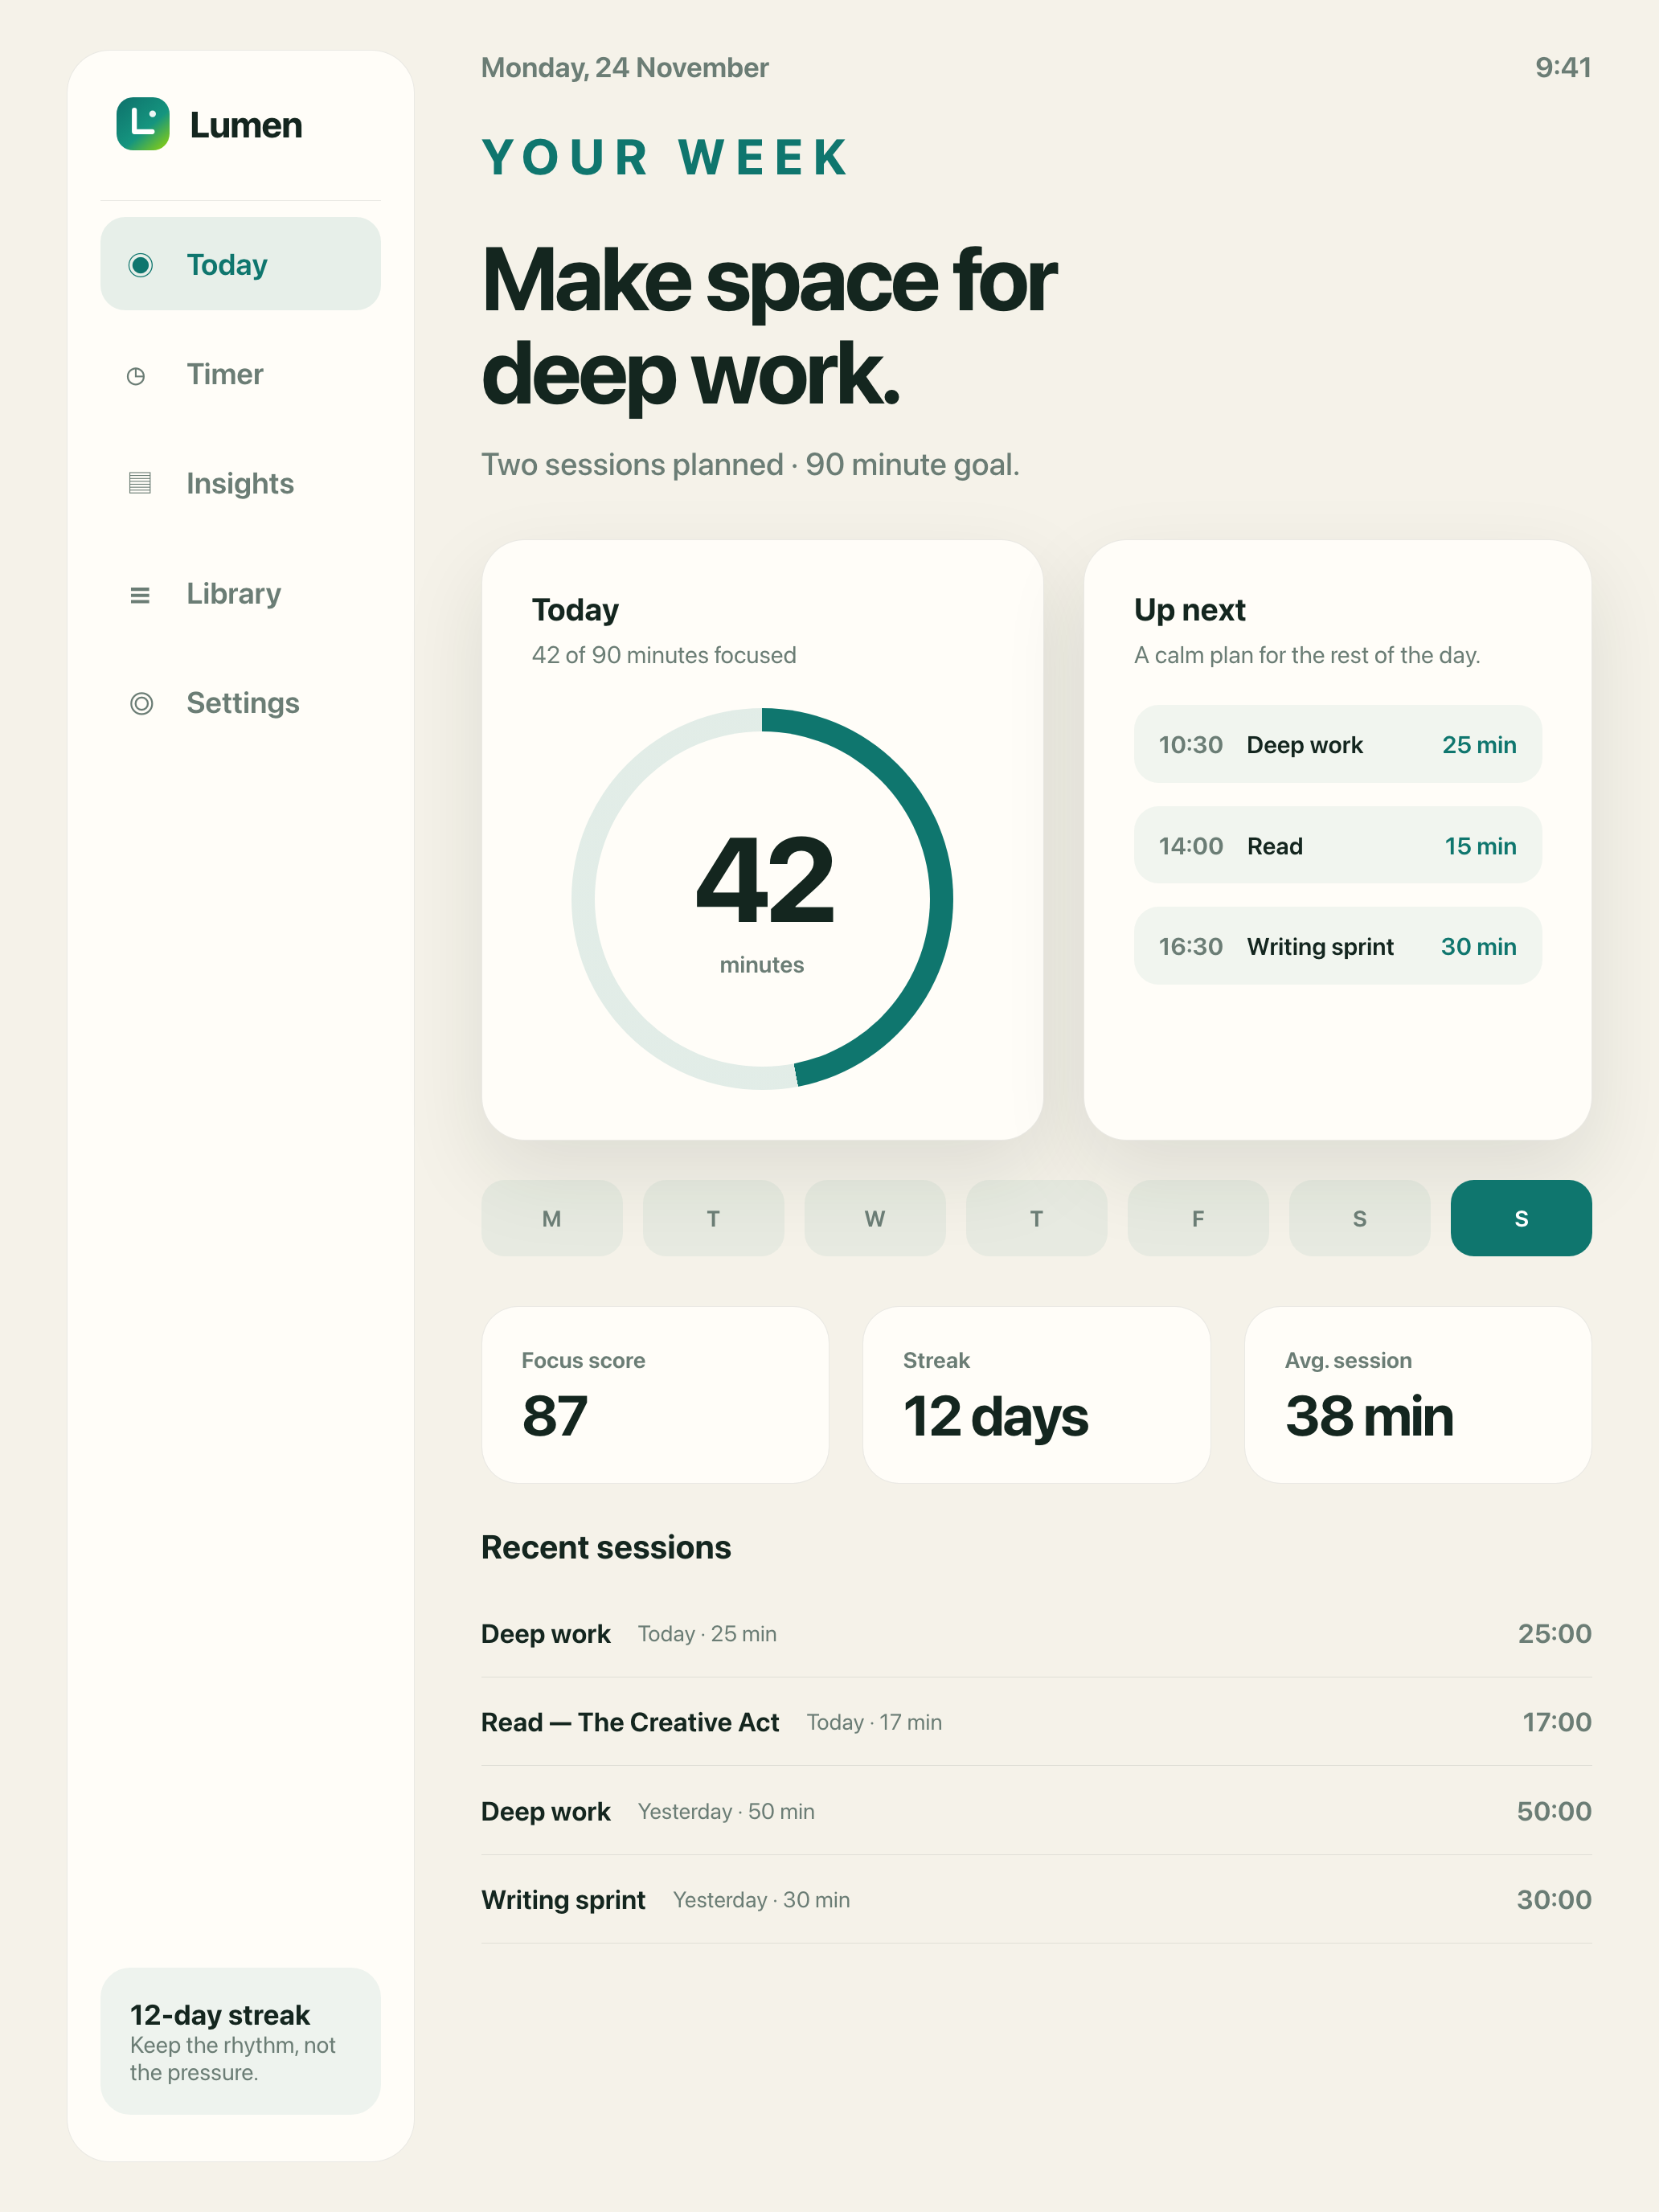 Lumen
Today
Timer
Insights
Library
Settings
12-day streak
Keep the rhythm, not
the pressure.
Monday, 24 November
9:41
YOUR WEEK
Make space for
deep work.
Two sessions planned · 90 minute goal.
Today
42 of 90 minutes focused
42
minutes
Up next
A calm plan for the rest of the day.
10:30 Deep work 25 min
14:00 Read 15 min
16:30 Writing sprint 30 min
M T W T F S S
Focus score
87
Streak
12 days
Avg. session
38 min
Recent sessions
Deep work Today · 25 min 25:00
Read — The Creative Act Today · 17 min 17:00
Deep work Yesterday · 50 min 50:00
Writing sprint Yesterday · 30 min 30:00